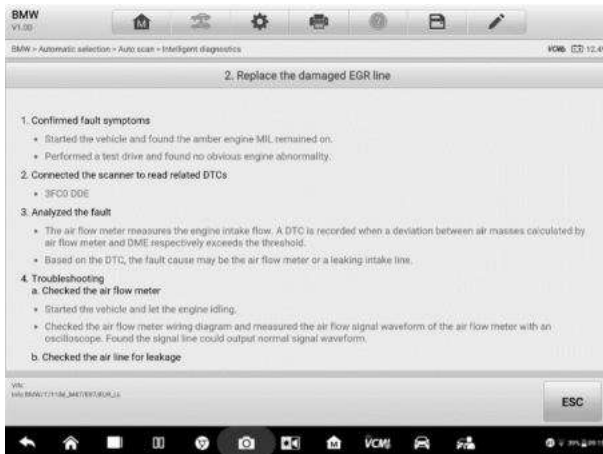 BMW
V1.00
BMW > Automatic selection > Auto scan > Intelligent diagnostics
VCMI 12.4
2. Replace the damaged EGR line
1. Confirmed fault symptoms
• Started the vehicle and found the amber engine MIL remained on.
• Performed a test drive and found no obvious engine abnormality.
2. Connected the scanner to read related DTCs
• 3FC0 DDE
3. Analyzed the fault
• The air flow meter measures the engine intake flow. A DTC is recorded when a deviation between air masses calculated by
air flow meter and DME respectively exceeds the threshold.
• Based on the DTC, the fault cause may be the air flow meter or a leaking intake line.
4. Troubleshooting
a. Checked the air flow meter
• Started the vehicle and let the engine idling.
• Checked the air flow meter wiring diagram and measured the air flow signal waveform of the air flow meter with an
oscilloscope. Found the signal line could output normal signal waveform.
b. Checked the air line for leakage
VIN:
ESC
VCMI